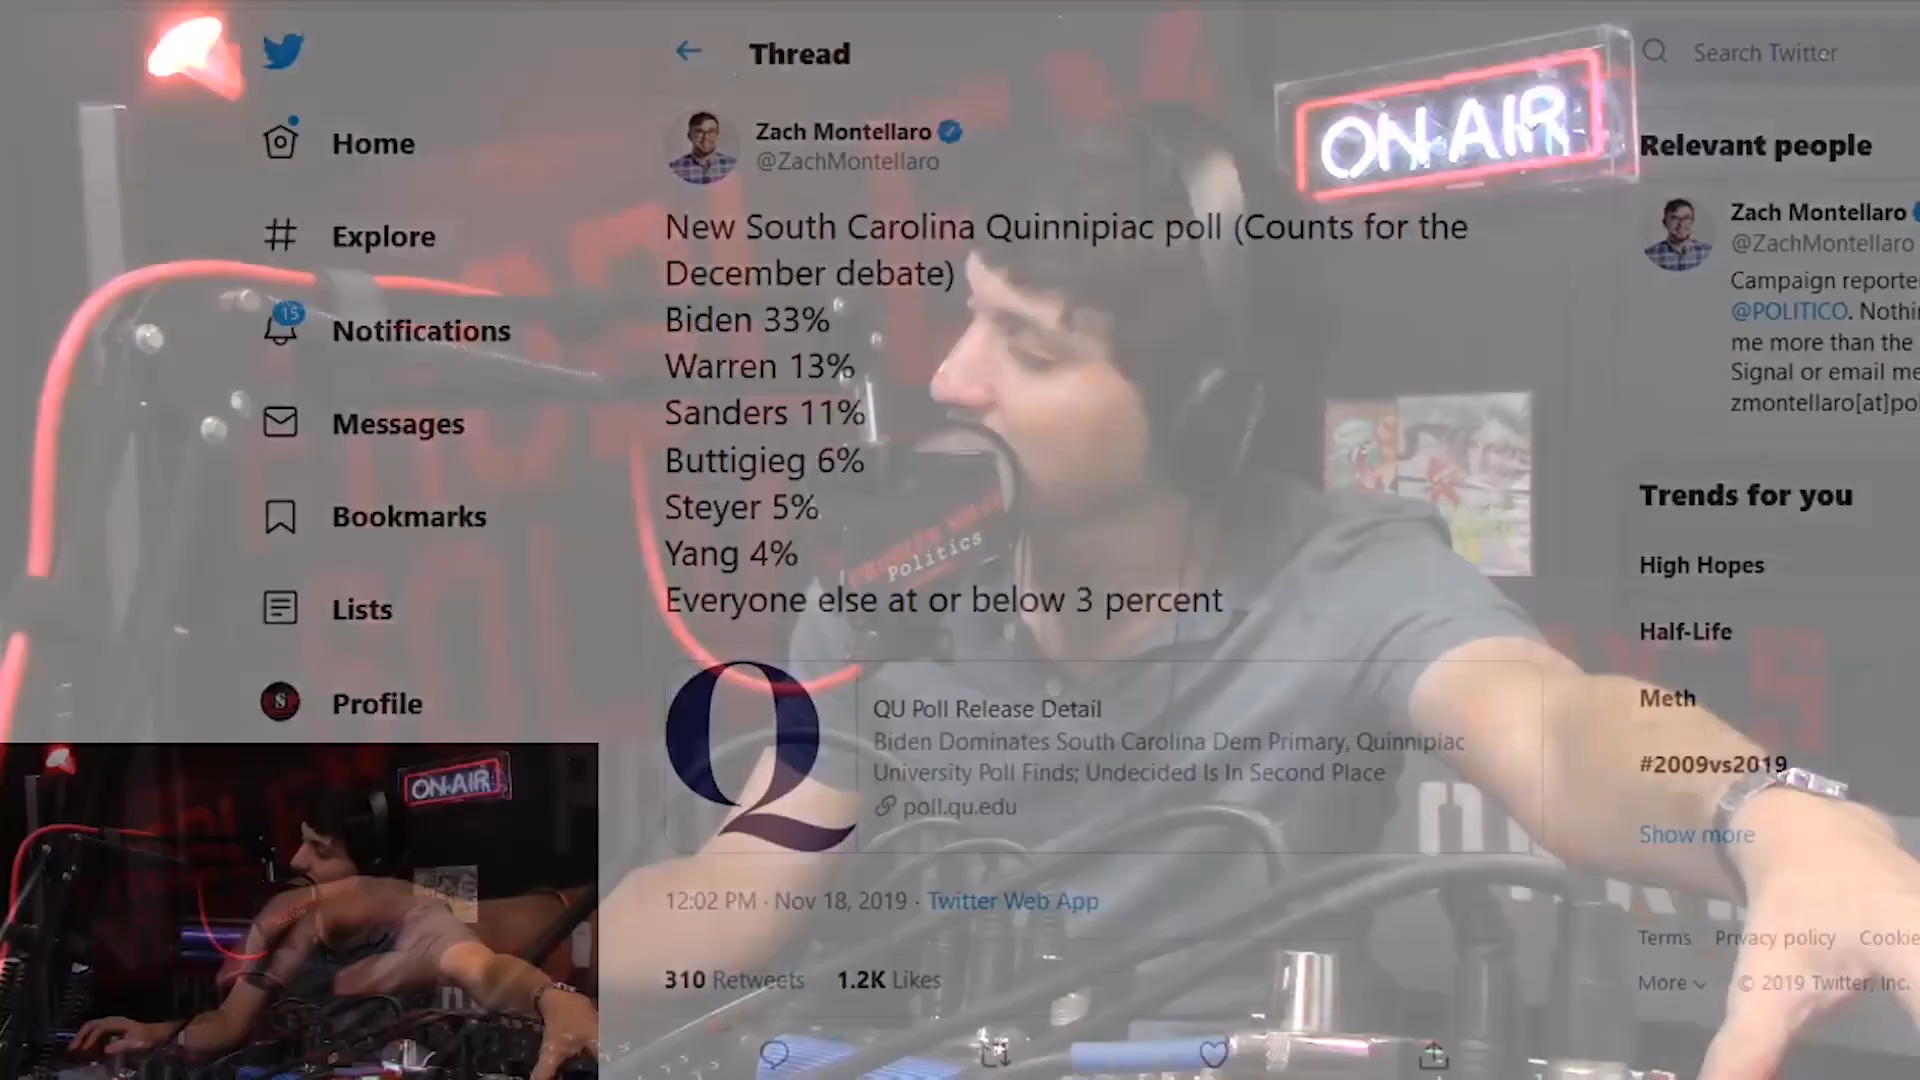 Home
Explore
15
Notifications
Messages
Bookmarks
Lists
Profile
Thread
Zach Montellaro
@ZachMontellaro
New South Carolina Quinnipiac poll (Counts for the
December debate)
Biden 33%
Warren 13%
Sanders 11%
Buttigieg 6%
Steyer 5%
Yang 4%
Everyone else at or below 3 percent
Q
QU Poll Release Detail
Biden Dominates South Carolina Dem Primary, Quinnipiac
University Poll Finds; Undecided Is In Second Place
poll.qu.edu
12:02 PM · Nov 18, 2019 · Twitter Web App
310 Retweets 1.2K Likes
ON AIR
Politics
Search Twitter
Relevant people
Zach Montellaro
@ZachMontellaro
Campaign reporte
@POLITICO. Nothi
me more than the
Signal or email me
zmontellaro[at]po
Trends for you
High Hopes
Half-Life
Meth
#2009vs2019
Show more
Terms Privacy policy Cookie
More © 2019 Twitter, Inc.
ON AIR